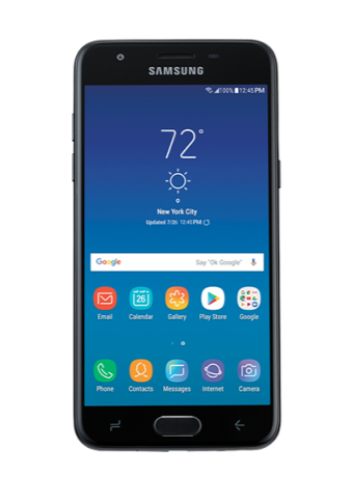 SAMSUNG
100% 12:45 PM
72°
New York City
Updated 7/26 12:45 PM
Google Say "Ok Google"
Email Calendar Gallery Play Store Google
26
Phone Contacts Messages Internet Camera